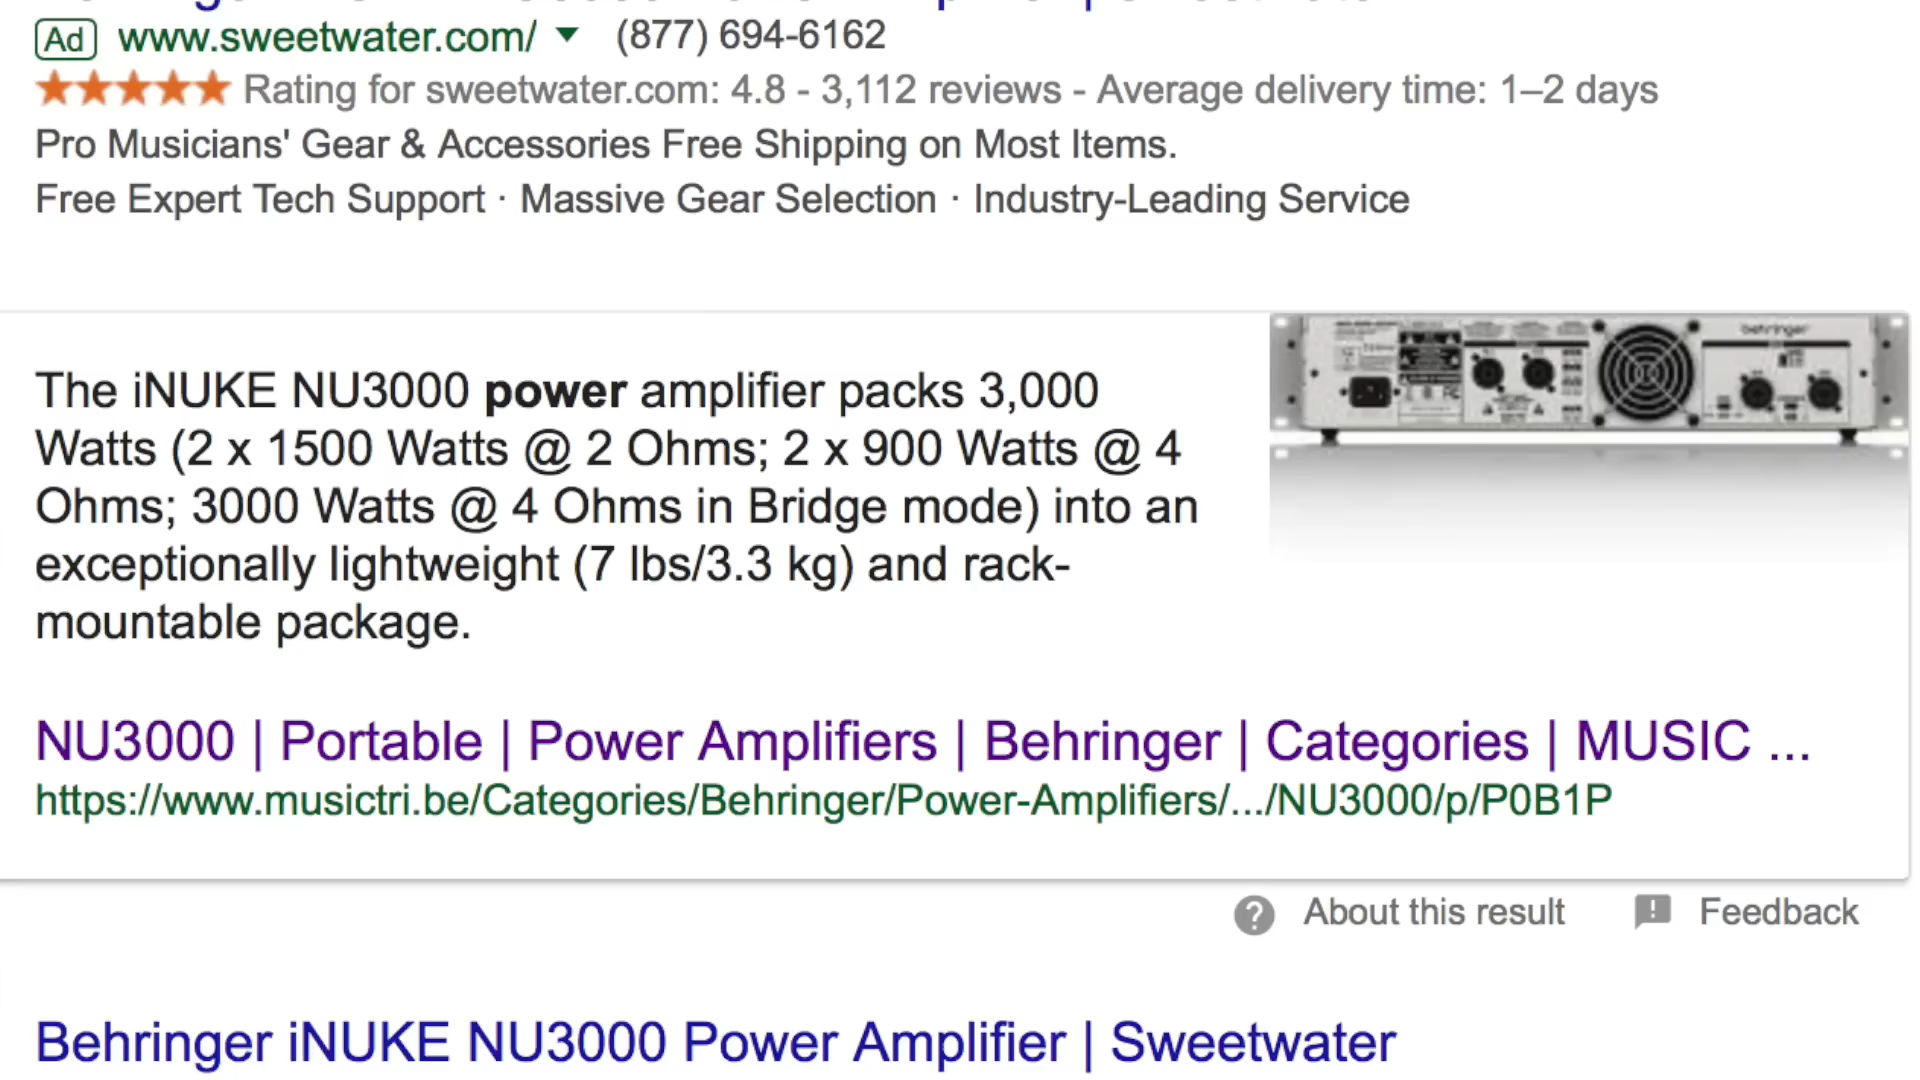 Ad www.sweetwater.com/ (877) 694-6162
Rating for sweetwater.com: 4.8 - 3,112 reviews - Average delivery time: 1–2 days
Pro Musicians' Gear & Accessories Free Shipping on Most Items.
Free Expert Tech Support · Massive Gear Selection · Industry-Leading Service
behringer
The iNUKE NU3000 power amplifier packs 3,000
Watts (2 x 1500 Watts @ 2 Ohms; 2 x 900 Watts @ 4
Ohms; 3000 Watts @ 4 Ohms in Bridge mode) into an
exceptionally lightweight (7 lbs/3.3 kg) and rack-
mountable package.
NU3000 | Portable | Power Amplifiers | Behringer | Categories | MUSIC ...
https://www.musictri.be/Categories/Behringer/Power-Amplifiers/.../NU3000/p/P0B1P
About this result Feedback
Behringer iNUKE NU3000 Power Amplifier | Sweetwater